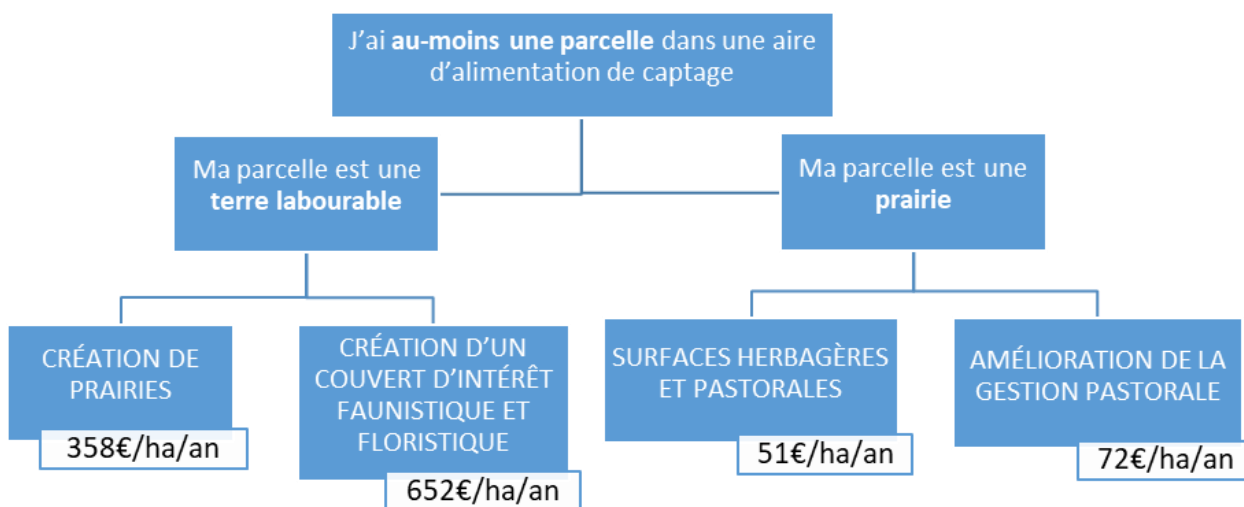 J'ai au-moins une parcelle dans une aire
d'alimentation de captage
Ma parcelle est une
terre labourable
Ma parcelle est une
prairie
CRÉATION DE
PRAIRIES
358€/ha/an
CRÉATION D'UN
COUVERT D'INTÉRÊT
FAUNISTIQUE ET
FLORISTIQUE
652€/ha/an
SURFACES HERBAGÈRES
ET PASTORALES
51€/ha/an
AMÉLIORATION DE LA
GESTION PASTORALE
72€/ha/an